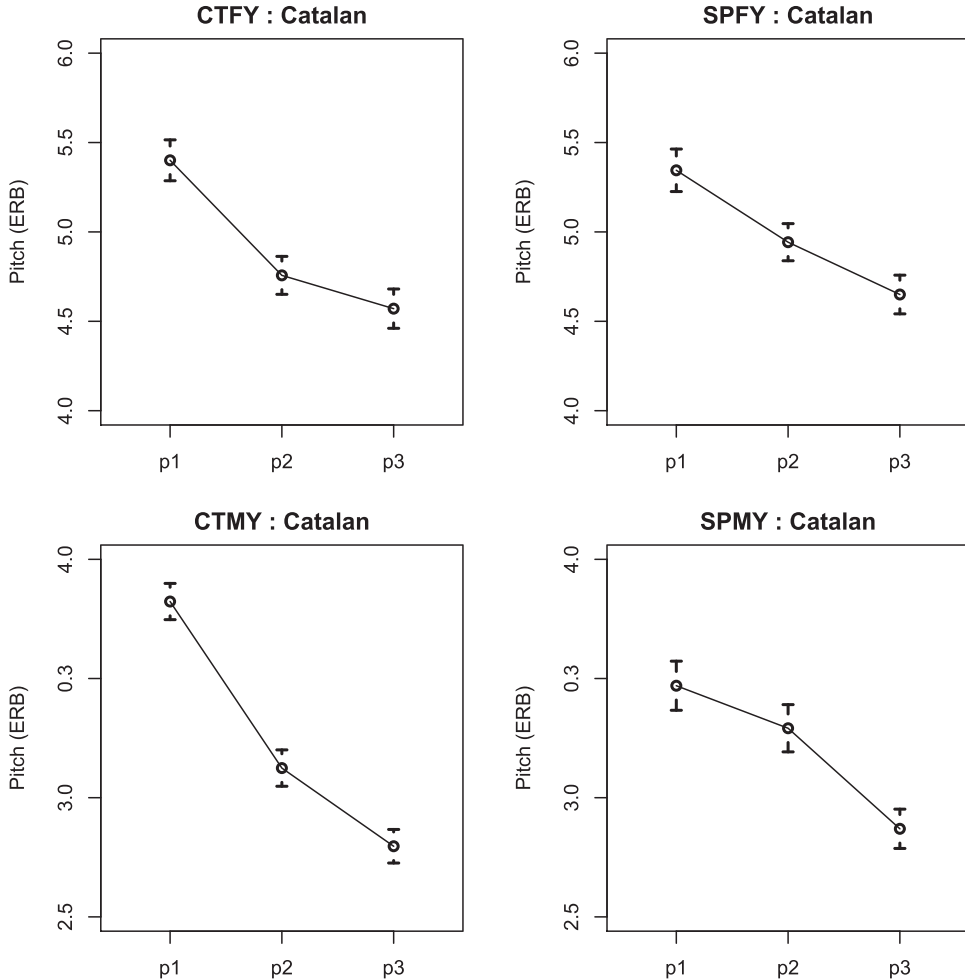 CTFY : Catalan
Pitch (ERB)
6.0
5.5
5.0
4.5
4.0
p1 p2 p3
SPFY : Catalan
Pitch (ERB)
6.0
5.5
5.0
4.5
4.0
p1 p2 p3
CTMY : Catalan
Pitch (ERB)
4.0
0.3
3.0
2.5
p1 p2 p3
SPMY : Catalan
Pitch (ERB)
4.0
0.3
3.0
2.5
p1 p2 p3